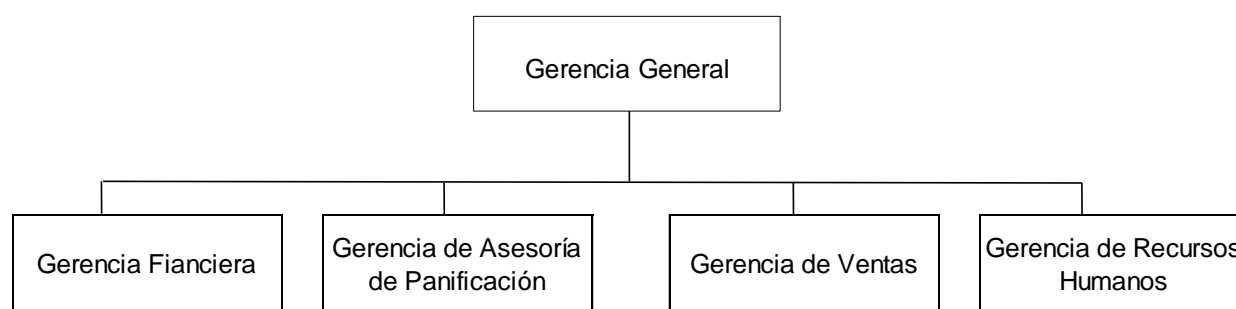 Gerencia General
Gerencia Fianciera
Gerencia de Asesoría
de Panificación
Gerencia de Ventas
Gerencia de Recursos
Humanos